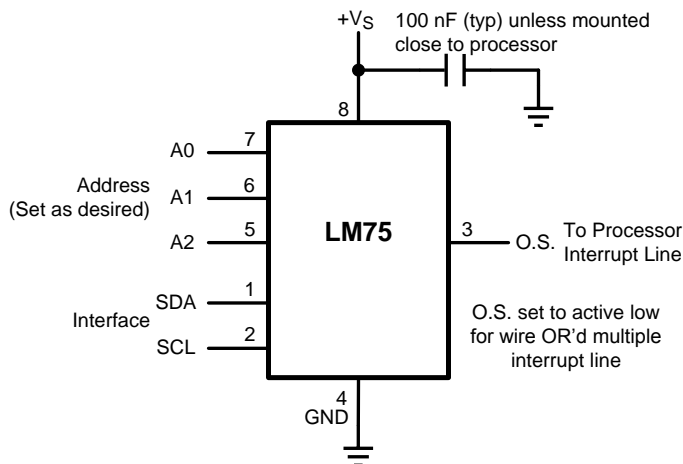 +VS
100 nF (typ) unless mounted
close to processor
8
A0
7
Address
(Set as desired)
A1
6
A2
5
LM75
3
O.S.
To Processor
Interrupt Line
SDA
1
Interface
SCL
2
O.S. set to active low
for wire OR’d multiple
interrupt line
4
GND